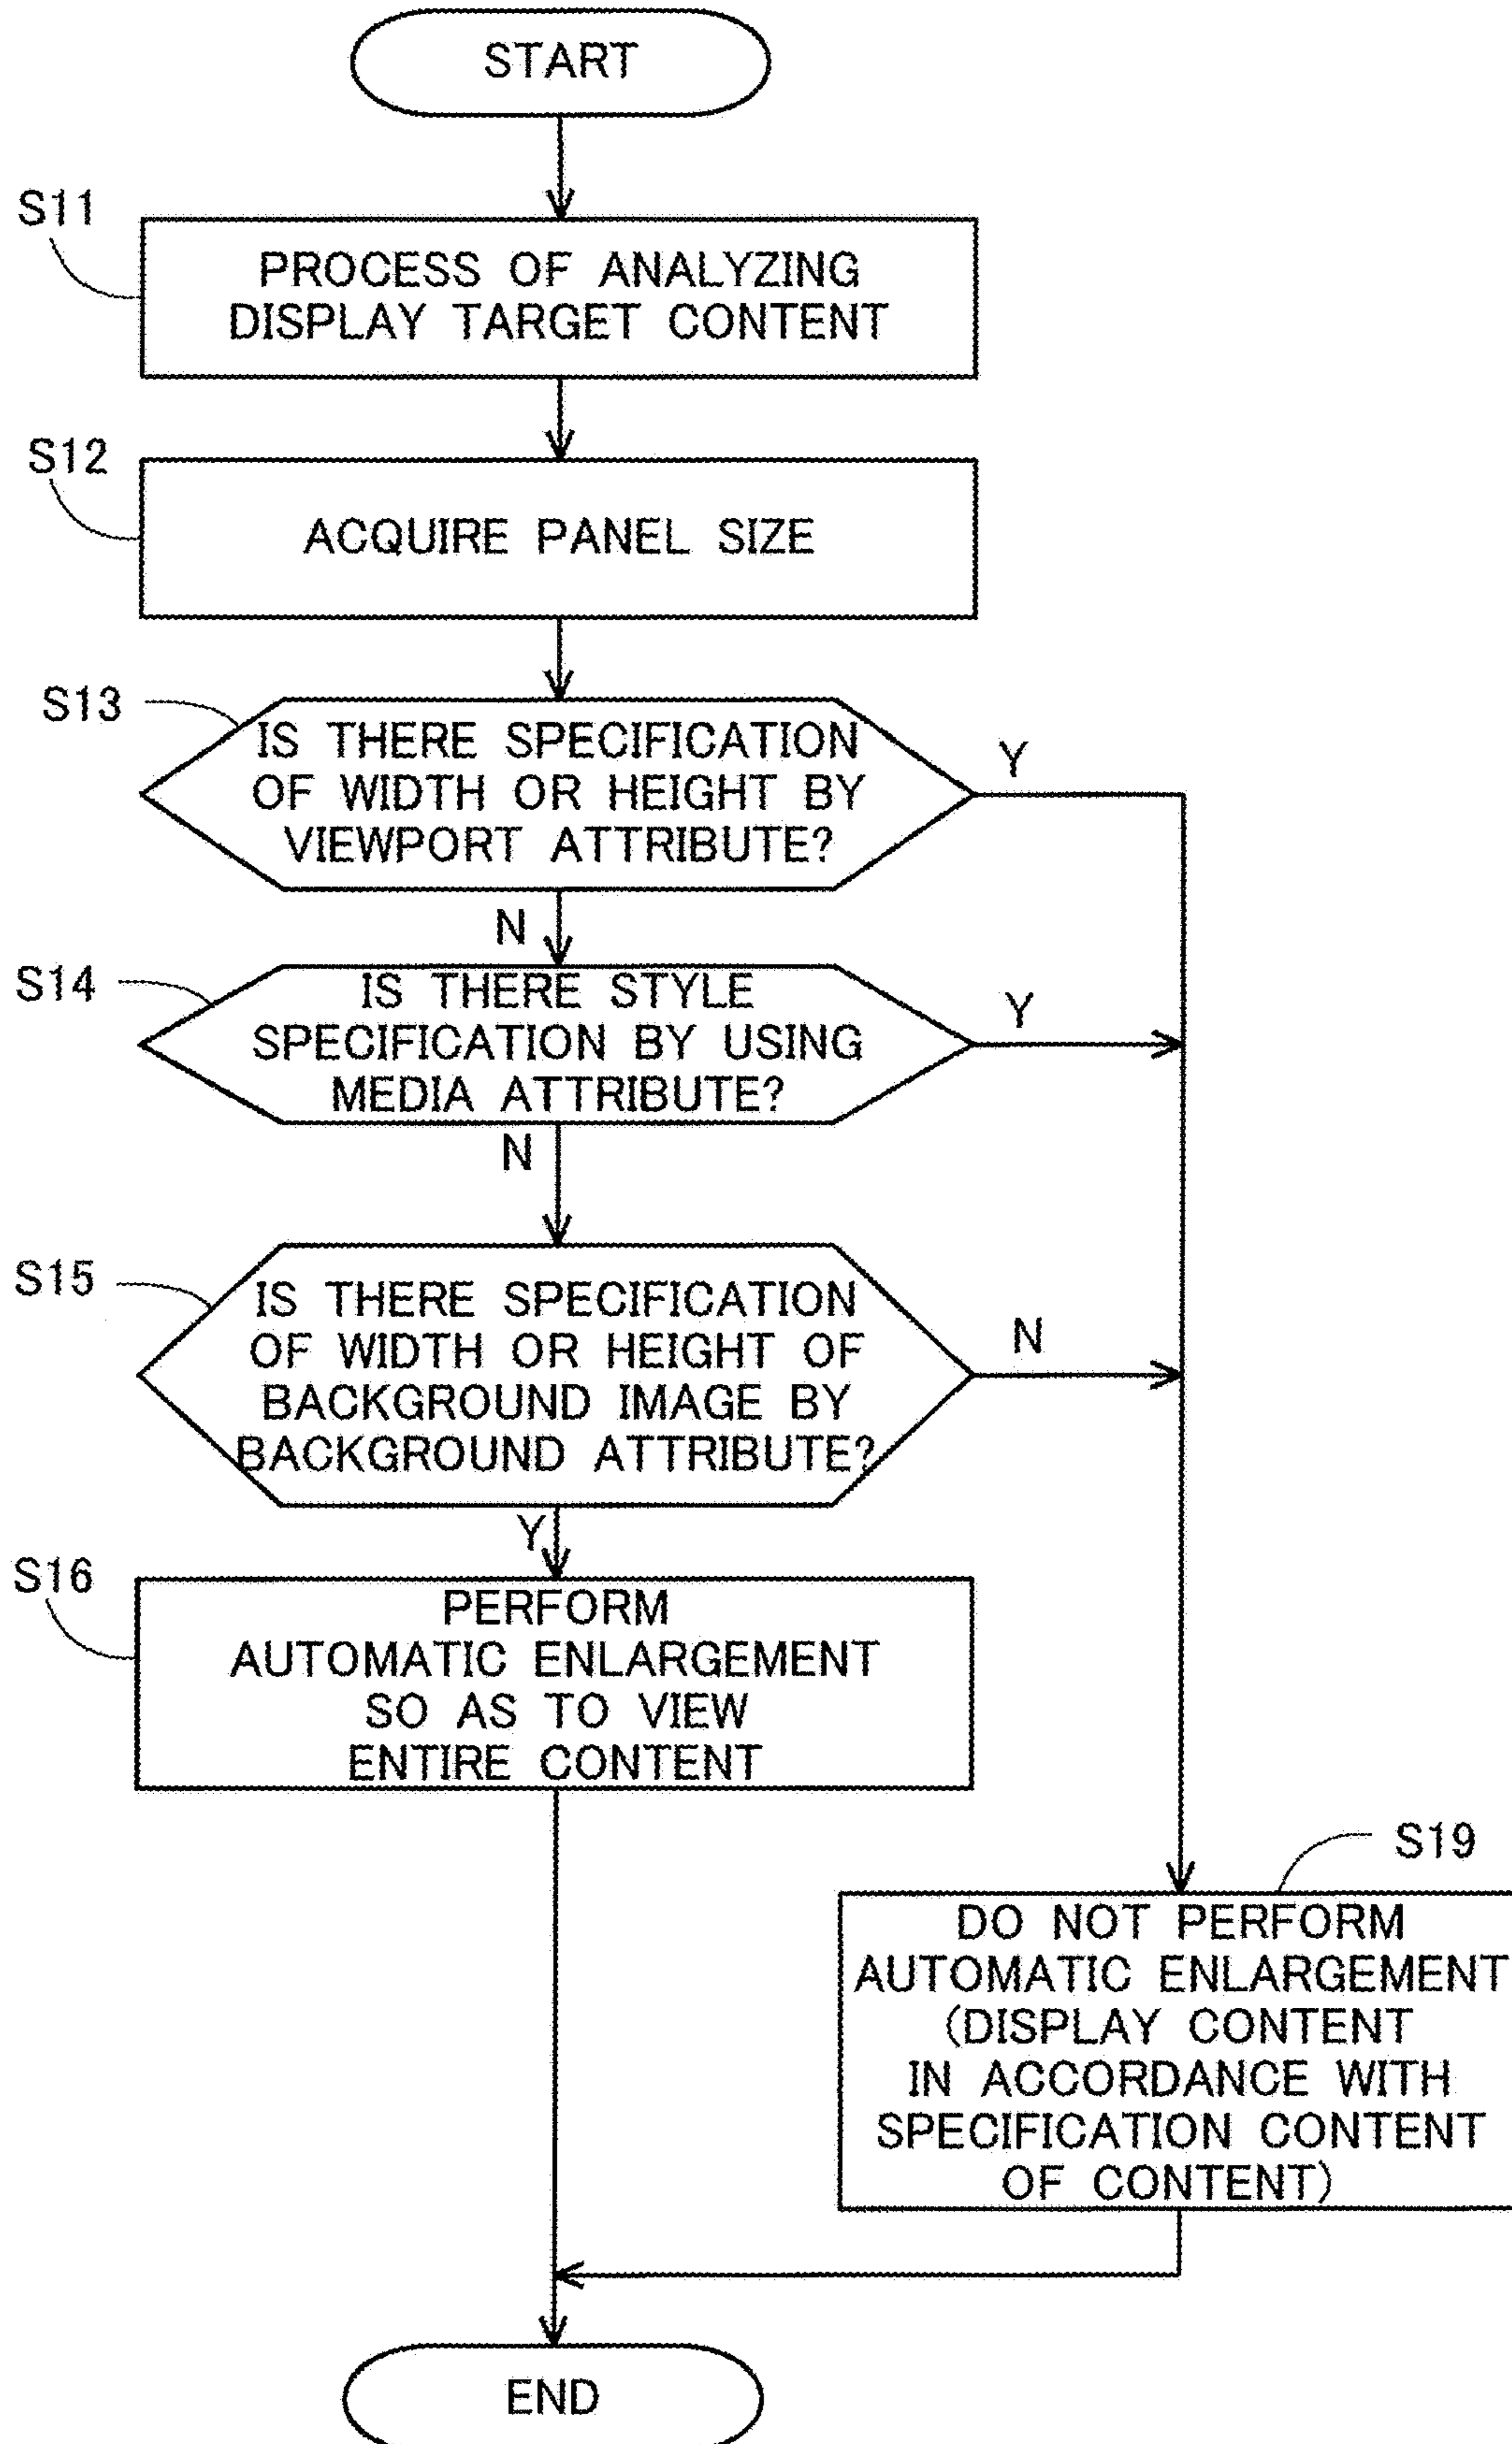 START
S11
PROCESS OF ANALYZING
DISPLAY TARGET CONTENT
S12
ACQUIRE PANEL SIZE
S13
IS THERE SPECIFICATION
OF WIDTH OR HEIGHT BY
VIEWPORT ATTRIBUTE?
Y
N
S14
IS THERE STYLE
SPECIFICATION BY USING
MEDIA ATTRIBUTE?
Y
N
S15
IS THERE SPECIFICATION
OF WIDTH OR HEIGHT OF
BACKGROUND IMAGE BY
BACKGROUND ATTRIBUTE?
N
Y
S16
PERFORM
AUTOMATIC ENLARGEMENT
SO AS TO VIEW
ENTIRE CONTENT
S19
DO NOT PERFORM
AUTOMATIC ENLARGEMENT
(DISPLAY CONTENT
IN ACCORDANCE WITH
SPECIFICATION CONTENT
OF CONTENT)
END